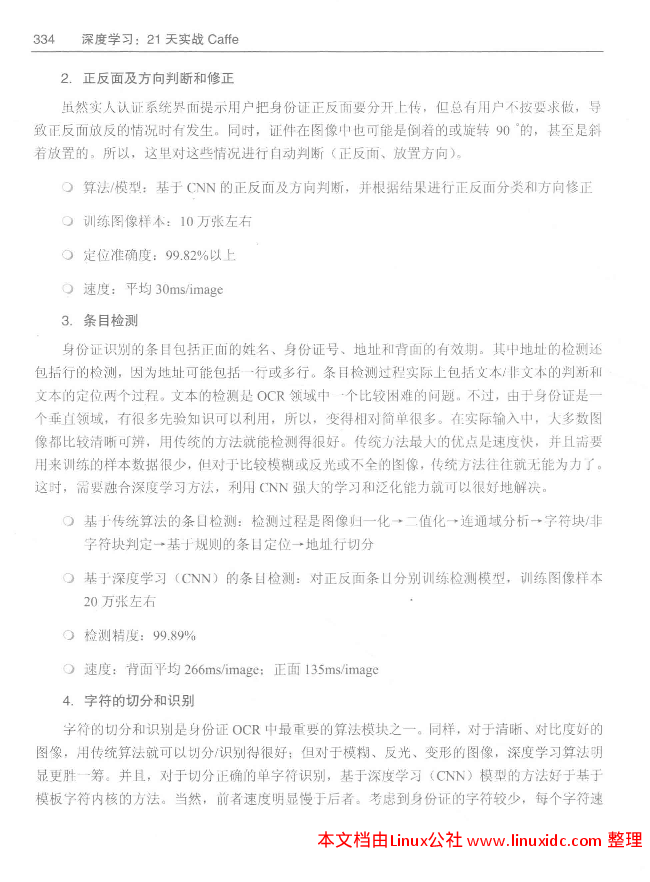 334 深度学习：21 天实战 Caffe
2. 正反面及方向判断和修正
虽然实人认证系统界面提示用户把身份证正反面要分开上传，但总有用户不按要求做，导
致正反面放反的情况时有发生。同时，证件在图像中也可能是倒着的或旋转 90 °的，甚至是斜
着放置的。所以，这里对这些情况进行自动判断（正反面、放置方向）。
❍ 算法/模型：基于 CNN 的正反面及方向判断，并根据结果进行正反面分类和方向修正
❍ 训练图像样本：10 万张左右
❍ 定位准确度：99.82%以上
❍ 速度：平均 30ms/image
3. 条目检测
身份证识别的条目包括正面的姓名、身份证号、地址和背面的有效期。其中地址的检测还
包括行的检测，因为地址可能包括一行或多行。条目检测过程实际上包括文本/非文本的判断和
文本的定位两个过程。文本的检测是 OCR 领域中一个比较困难的问题。不过，由于身份证是一
个垂直领域，有很多先验知识可以利用，所以，变得相对简单很多。在实际输入中，大多数图
像都比较清晰可辨，用传统的方法就能检测得很好。传统方法最大的优点是速度快，并且需要
用来训练的样本数据很少，但对于比较模糊或反光或不全的图像，传统方法往往就无能为力了。
这时，需要融合深度学习方法，利用 CNN 强大的学习和泛化能力就可以很好地解决。
❍ 基于传统算法的条目检测：检测过程是图像归一化→二值化→连通域分析→字符块/非
字符块判定→基于规则的条目定位→地址行切分
❍ 基于深度学习（CNN）的条目检测：对正反面条目分别训练检测模型，训练图像样本
20 万张左右
❍ 检测精度：99.89%
❍ 速度：背面平均 266ms/image；正面 135ms/image
4. 字符的切分和识别
字符的切分和识别是身份证 OCR 中最重要的算法模块之一。同样，对于清晰、对比度好的
图像，用传统算法就可以切分/识别得很好；但对于模糊、反光、变形的图像，深度学习算法明
显更胜一筹。并且，对于切分正确的单字符识别，基于深度学习（CNN）模型的方法好于基于
模板字符内核的方法。当然，前者速度明显慢于后者。考虑到身份证的字符较少，每个字符速
本文档由Linux公社 www.linuxidc.com 整理